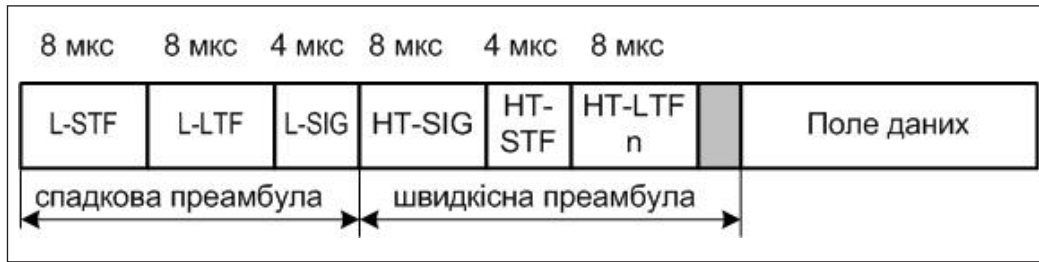 8 мкс 8 мкс 4 мкс 8 мкс 4 мкс 8 мкс
L-STF L-LTF L-SIG HT-SIG HT-STF HT-LTF n Поле даних
спадкова преамбула швидкісна преамбула